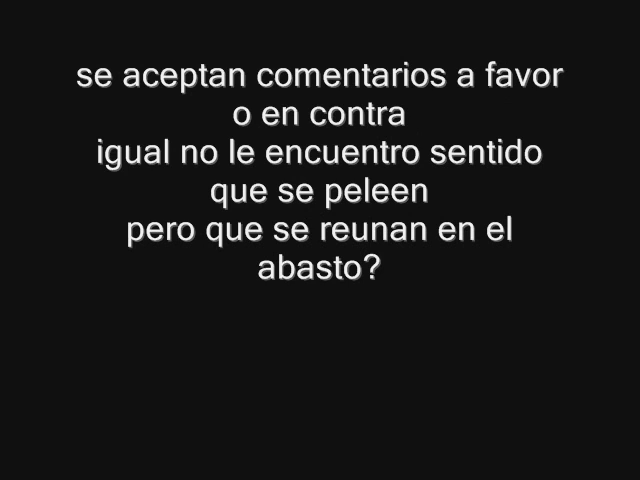 se aceptan comentarios a favor
o en contra
igual no le encuentro sentido
que se peleen
pero que se reunan en el
abasto?